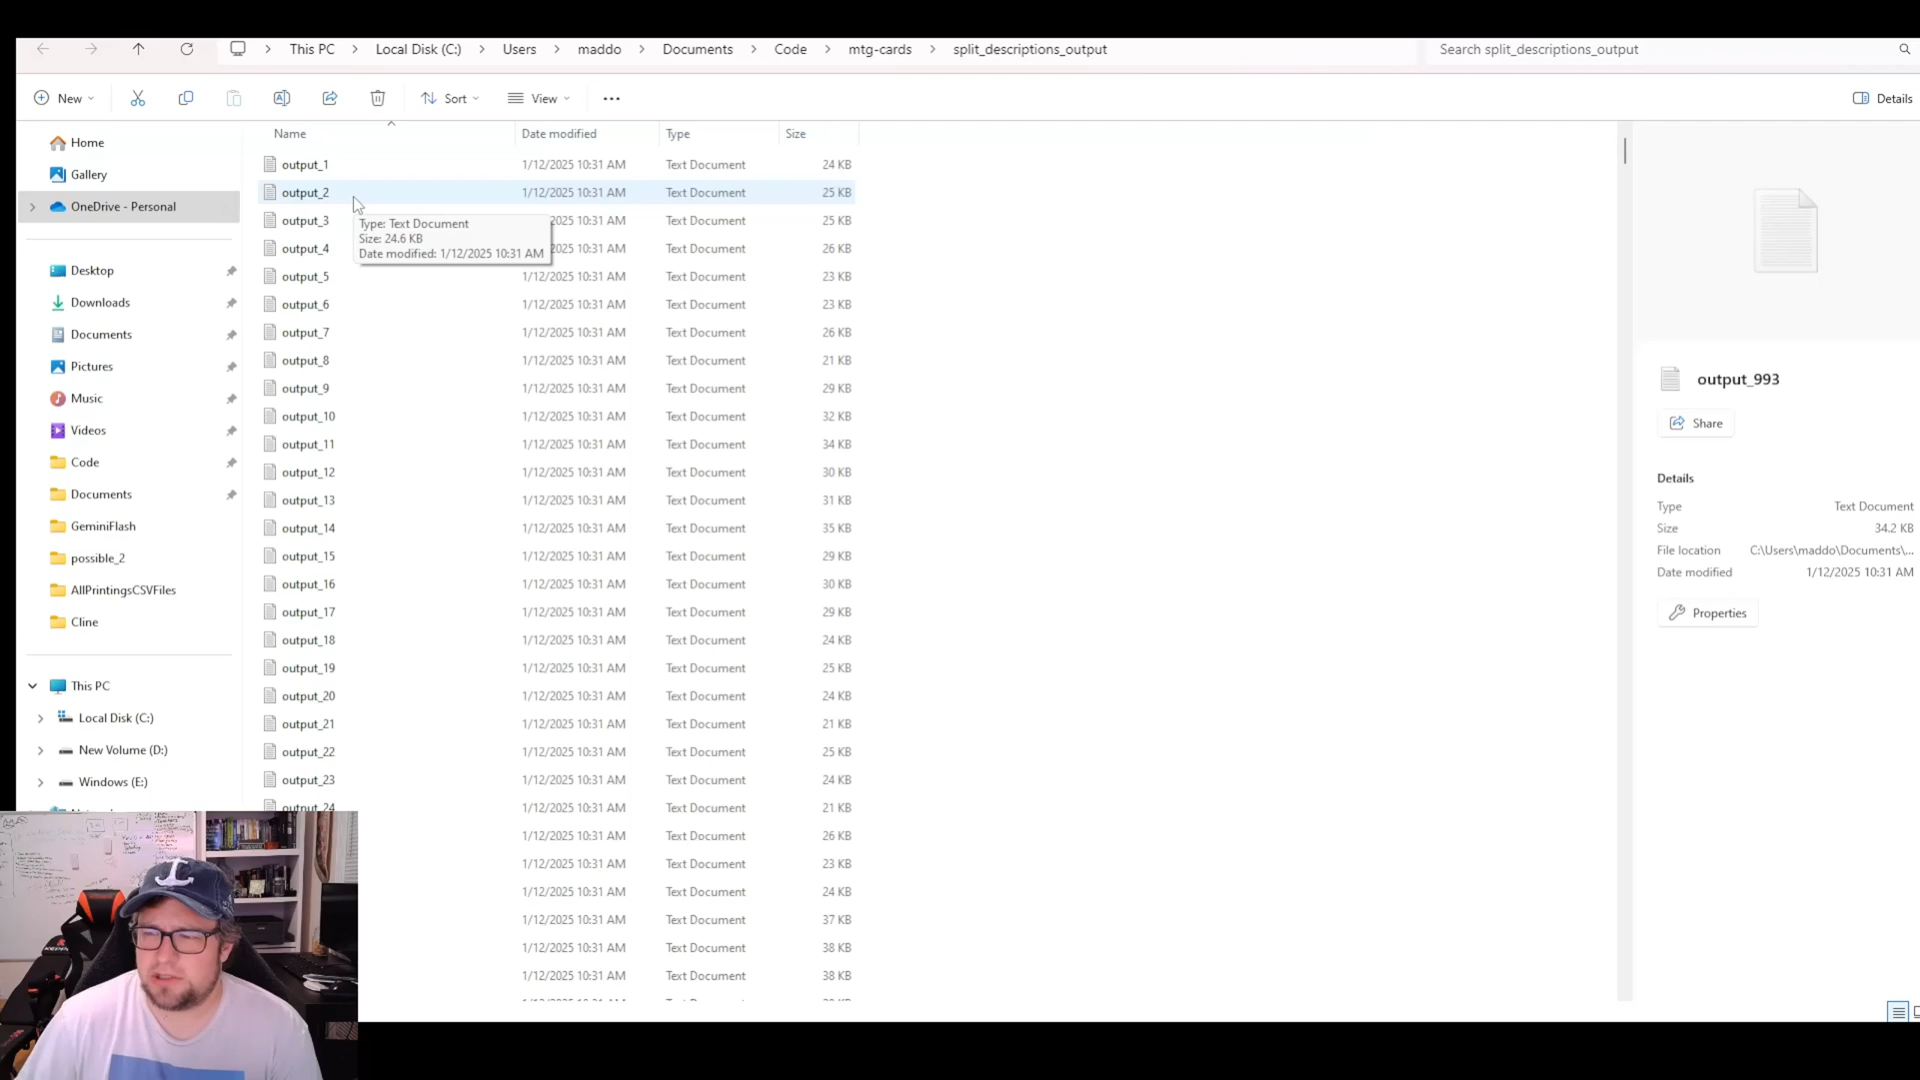 This PC > Local Disk (C:) > Users > maddo > Documents > Code > mtg-cards > split_descriptions_output
Search split_descriptions_output
New
Sort
View
Details
Name
Date modified
Type
Size
Home
Gallery
OneDrive - Personal
Desktop
Downloads
Documents
Pictures
Music
Videos
Code
Documents
GeminiFlash
possible_2
AllPrintingsCSVFiles
Cline
This PC
Local Disk (C:)
New Volume (D:)
Windows (E:)
output_1 1/12/2025 10:31 AM Text Document 24 KB
output_2 1/12/2025 10:31 AM Text Document 25 KB
output_3 2025 10:31 AM Text Document 25 KB
output_4 2025 10:31 AM Text Document 26 KB
Type: Text Document
Size: 24.6 KB
Date modified: 1/12/2025 10:31 AM
output_5 1/12/2025 10:31 AM Text Document 23 KB
output_6 1/12/2025 10:31 AM Text Document 23 KB
output_7 1/12/2025 10:31 AM Text Document 26 KB
output_8 1/12/2025 10:31 AM Text Document 21 KB
output_9 1/12/2025 10:31 AM Text Document 29 KB
output_10 1/12/2025 10:31 AM Text Document 32 KB
output_11 1/12/2025 10:31 AM Text Document 34 KB
output_12 1/12/2025 10:31 AM Text Document 30 KB
output_13 1/12/2025 10:31 AM Text Document 31 KB
output_14 1/12/2025 10:31 AM Text Document 35 KB
output_15 1/12/2025 10:31 AM Text Document 29 KB
output_16 1/12/2025 10:31 AM Text Document 30 KB
output_17 1/12/2025 10:31 AM Text Document 29 KB
output_18 1/12/2025 10:31 AM Text Document 24 KB
output_19 1/12/2025 10:31 AM Text Document 25 KB
output_20 1/12/2025 10:31 AM Text Document 24 KB
output_21 1/12/2025 10:31 AM Text Document 21 KB
output_22 1/12/2025 10:31 AM Text Document 25 KB
output_23 1/12/2025 10:31 AM Text Document 24 KB
output_24 1/12/2025 10:31 AM Text Document 21 KB
1/12/2025 10:31 AM Text Document 26 KB
1/12/2025 10:31 AM Text Document 23 KB
1/12/2025 10:31 AM Text Document 24 KB
1/12/2025 10:31 AM Text Document 37 KB
1/12/2025 10:31 AM Text Document 38 KB
1/12/2025 10:31 AM Text Document 38 KB
output_993
Share
Details
Type Text Document
Size 34.2 KB
File location C:\Users\maddo\Documents\...
Date modified 1/12/2025 10:31 AM
Properties